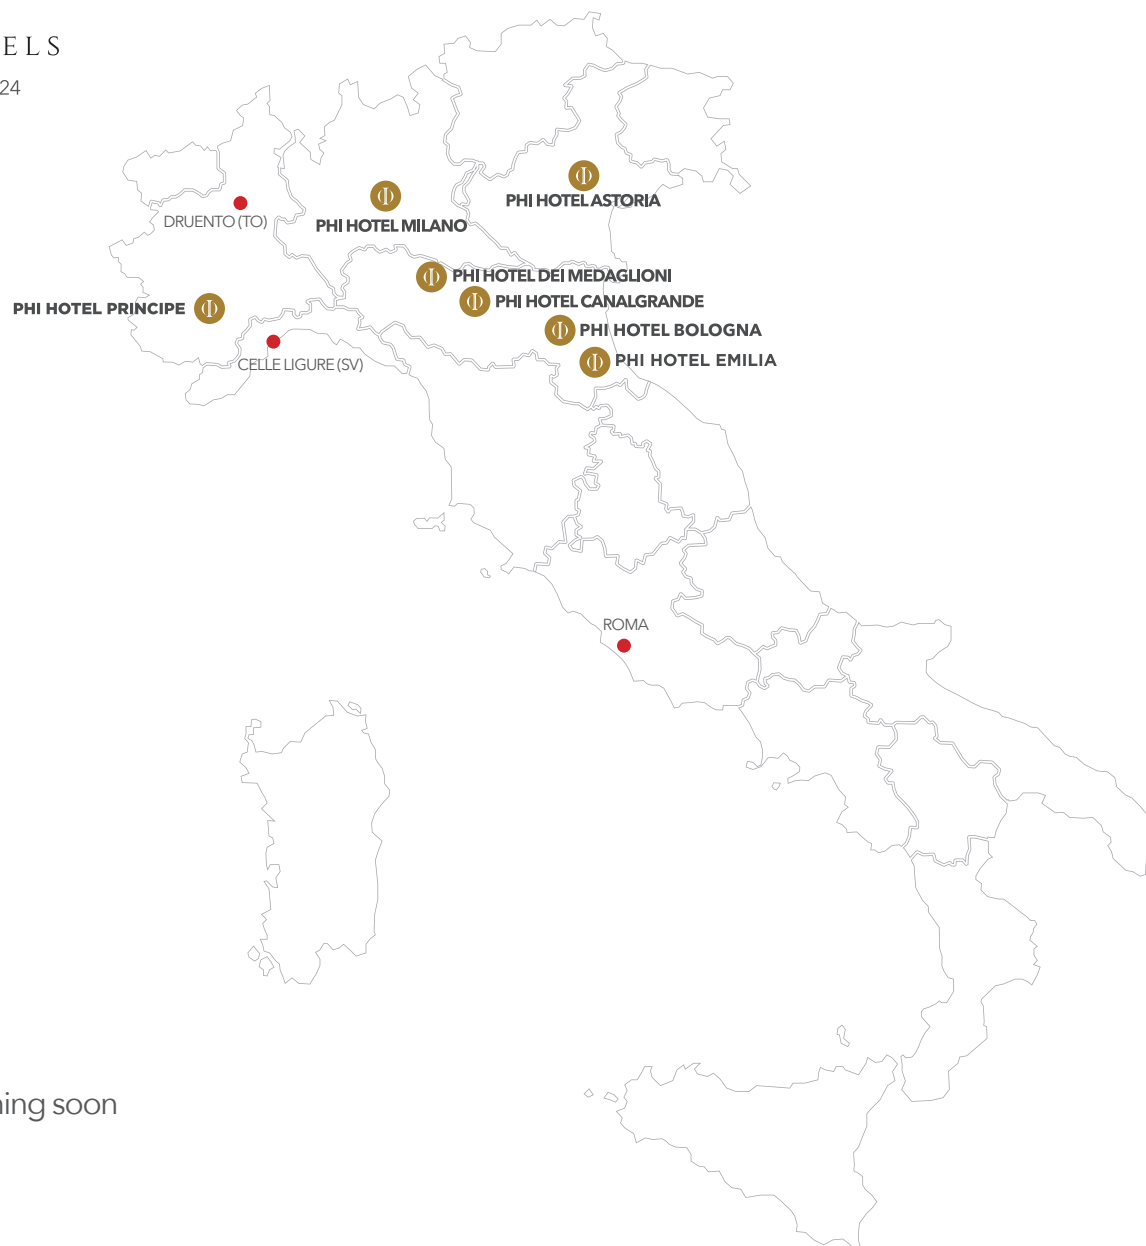 ELS
24
PHI HOTEL ASTORIA
DRUENTO (TO)
PHI HOTEL MILANO
PHI HOTEL DEI MEDAGLIONI
PHI HOTEL CANALGRANDE
PHI HOTEL PRINCIPE
PHI HOTEL BOLOGNA
PHI HOTEL EMILIA
CELLE LIGURE (SV)
ROMA
ning soon